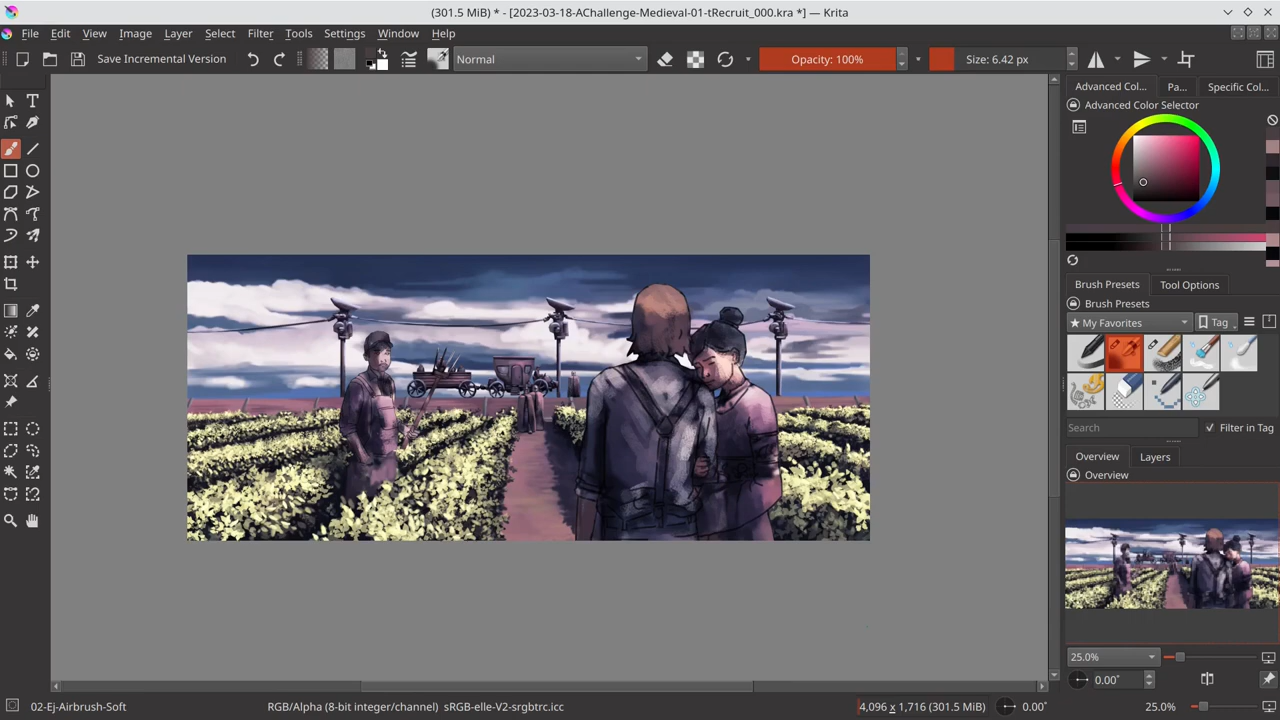 (301.5 MiB) * - [2023-03-18-AChallenge-Medieval-01-tRecruit_000.kra *] — Krita
File Edit View Image Layer Select Filter Tools Settings Window Help
Save Incremental Version
Normal
Opacity: 100%
Size: 6.42 px
Advanced Col...
Pa...
Specific Col...
Advanced Color Selector
Brush Presets
Tool Options
Brush Presets
★ My Favorites
Tag
Search
Filter in Tag
Overview
Layers
Overview
25.0%
0.00°
02-Ej-Airbrush-Soft
RGB/Alpha (8-bit integer/channel) sRGB-elle-V2-srgbtrc.icc
4,096 x 1,716 (301.5 MiB)
0.00°
25.0%